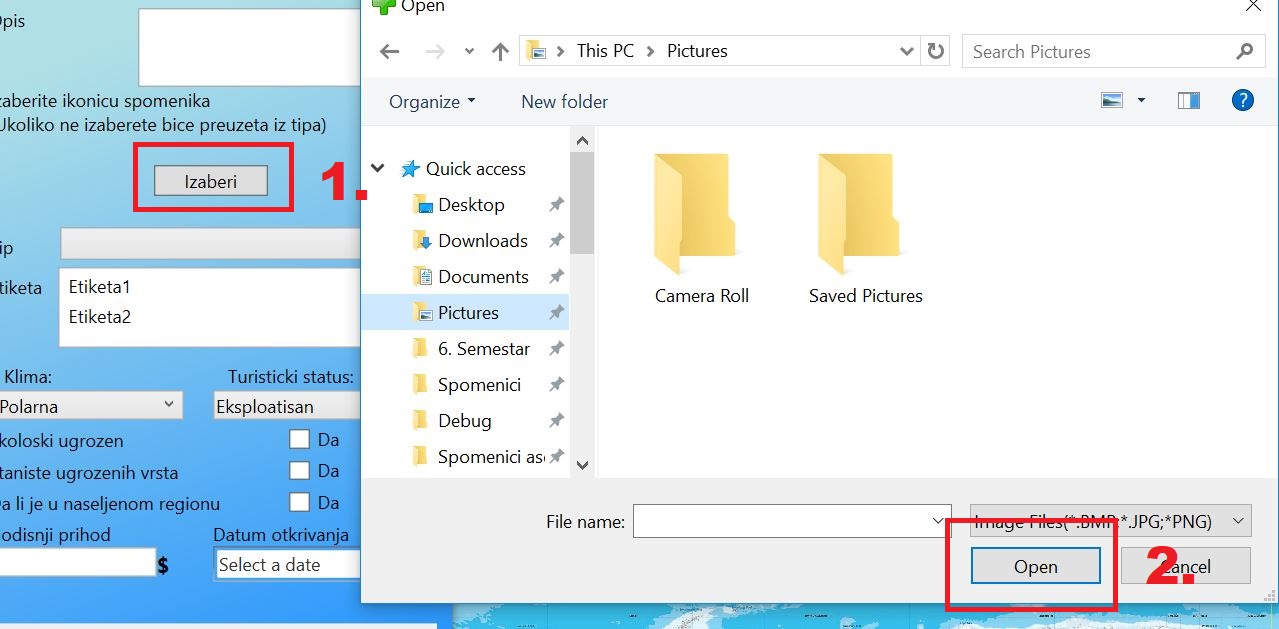 Open
pis
This PC > Pictures
Search Pictures
Organize
New folder
zaberite ikonicu spomenika
Ukoliko ne izaberete bice preuzeta iz tipa)
Izaberi
1.
ip
tiketa
Etiketa1
Etiketa2
Klima:
Turisticki status:
Polarna
Eksploatisan
koloski ugrozen
Da
taniste ugrozenih vrsta
Da
a li je u naseljenom regionu
Da
odisnji prihod
Datum otkrivanja
$
Select a date
Quick access
Desktop
Downloads
Documents
Pictures
6. Semestar
Spomenici
Debug
Spomenici as
Camera Roll
Saved Pictures
File name:
Image Files(*.BMP;*.JPG;*PNG)
Open
Cancel
2.